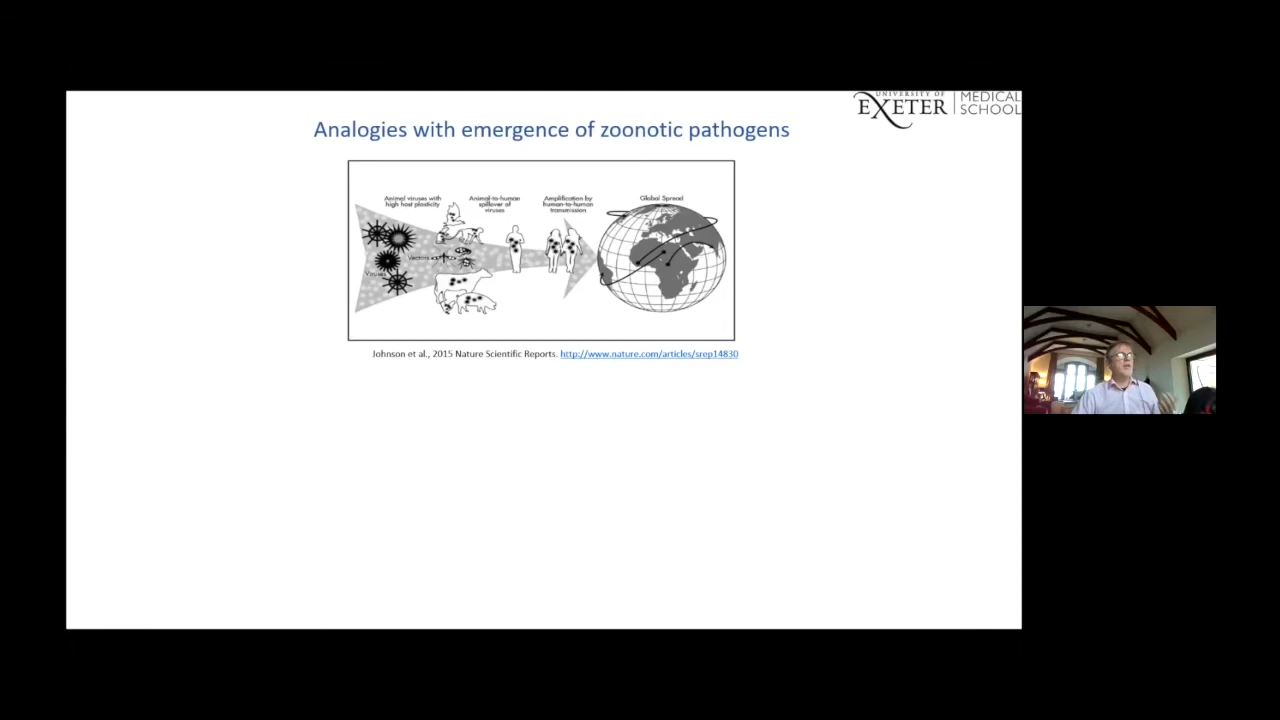 UNIVERSITY OF
EXETER
MEDICAL
SCHOOL
Analogies with emergence of zoonotic pathogens
Animal viruses with
high host plasticity
Animal-to-human
spillover of
viruses
Amplification by
human-to-human
transmission
Global Spread
Vectors
Viruses
Johnson et al., 2015 Nature Scientific Reports. http://www.nature.com/articles/srep14830